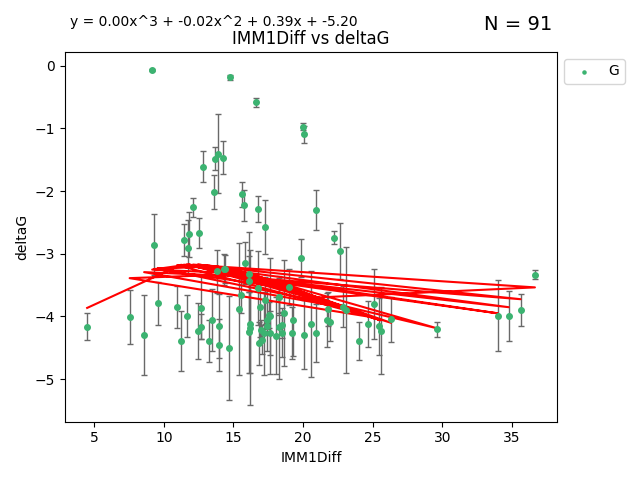 y = 0.00x^3 + -0.02x^2 + 0.39x + -5.20
N = 91
IMM1Diff vs deltaG
G
0
−1
−2
−3
−4
−5
deltaG
5 10 15 20 25 30 35
IMM1Diff